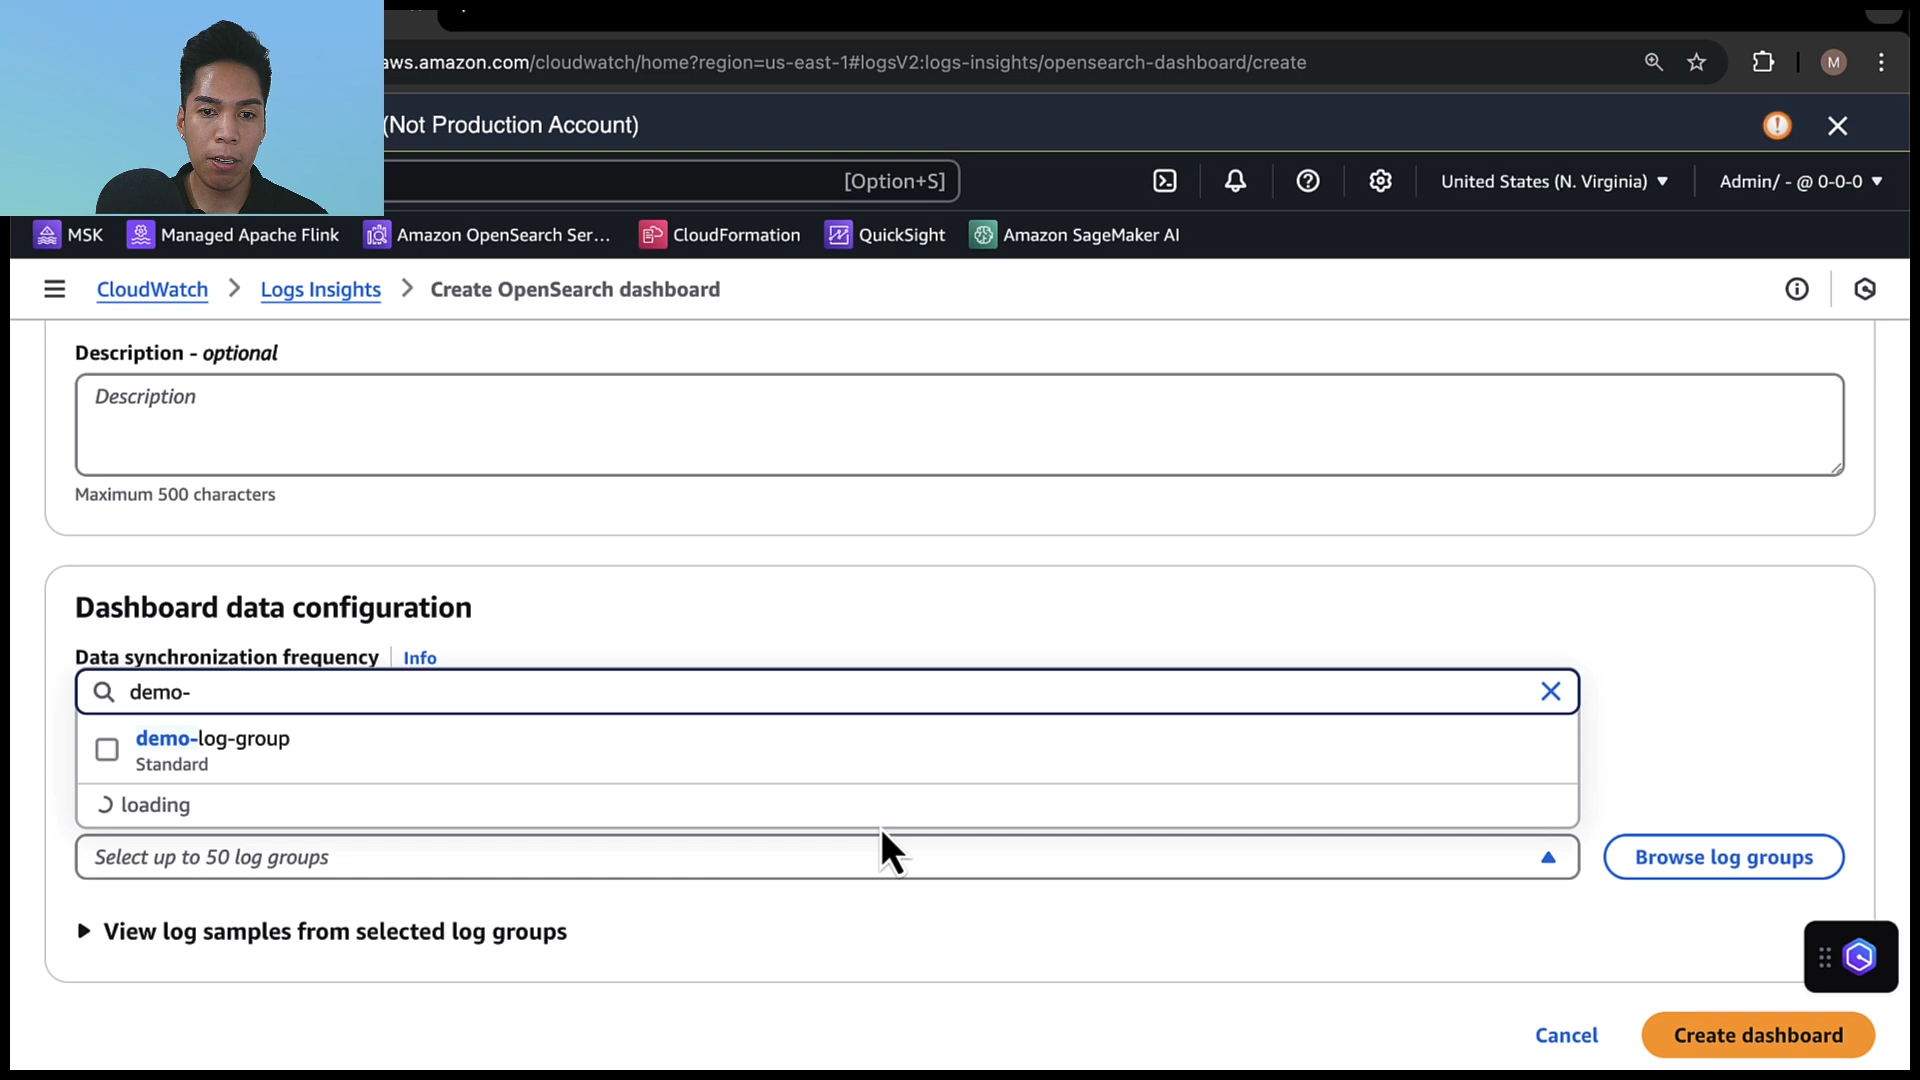 aws.amazon.com/cloudwatch/home?region=us-east-1#logsV2:logs-insights/opensearch-dashboard/create
M
(Not Production Account)
[Option+S]
United States (N. Virginia)
Admin/ - @ 0-0-0
MSK
Managed Apache Flink
Amazon OpenSearch Ser...
CloudFormation
QuickSight
Amazon SageMaker AI
CloudWatch
Logs Insights
Create OpenSearch dashboard
Description - optional
Description
Maximum 500 characters
Dashboard data configuration
Data synchronization frequency
Info
demo-
demo-log-group
Standard
loading
Select up to 50 log groups
Browse log groups
View log samples from selected log groups
Cancel
Create dashboard